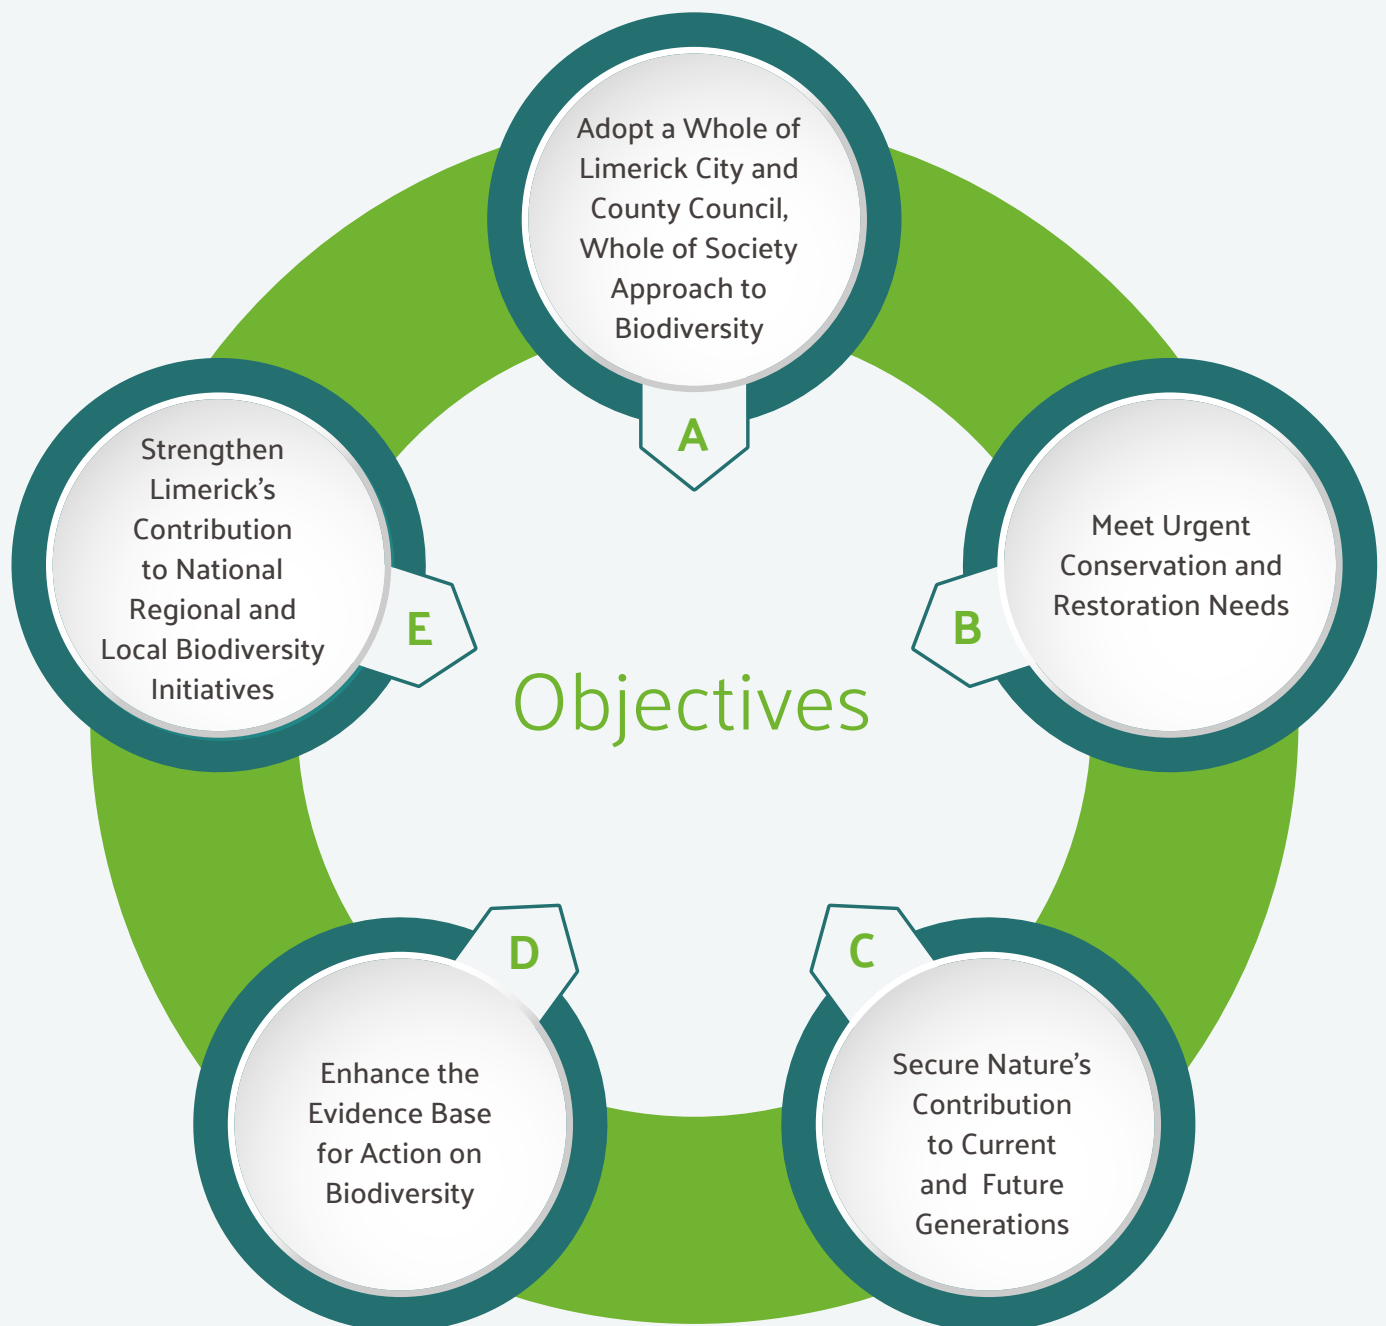 Adopt a Whole of
Limerick City and
County Council,
Whole of Society
Approach to
Biodiversity
A
Meet Urgent
Conservation and
Restoration Needs
B
Secure Nature’s
Contribution
to Current
and  Future
Generations
C
Enhance the
Evidence Base
for Action on
Biodiversity
D
Strengthen
Limerick’s
Contribution
to National
Regional and
Local Biodiversity
Initiatives
E
Objectives